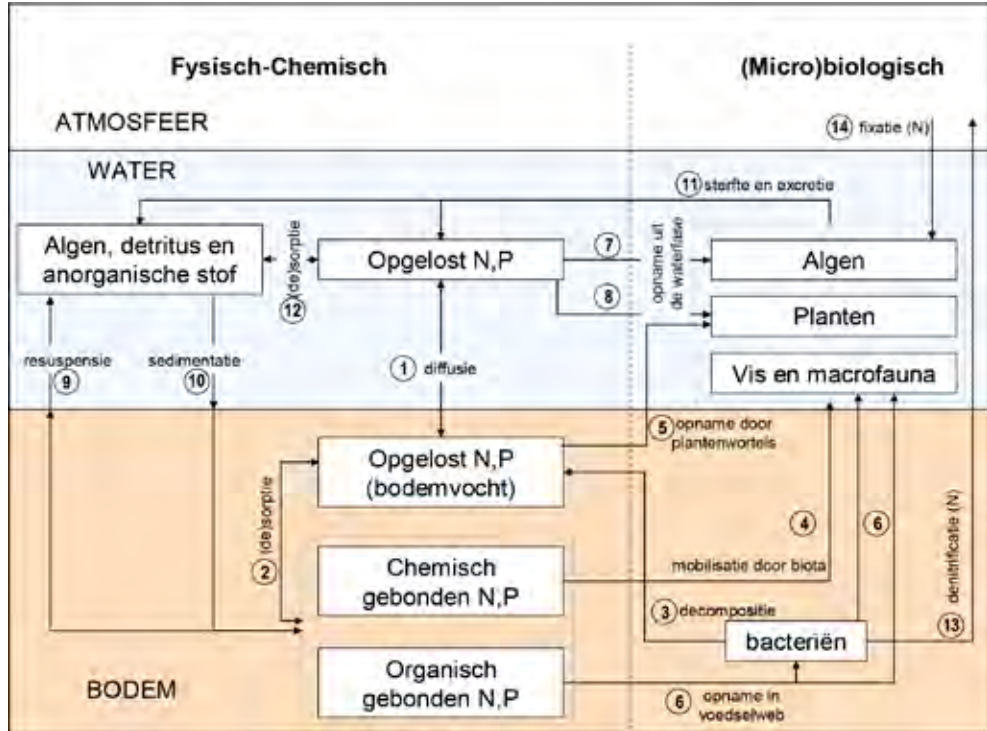 Fysisch-Chemisch
(Micro)biologisch
ATMOSFEER
14 fixatie (N)
WATER
11 sterfte en excretie
Algen, detritus en
anorganische stof
(de)sorptie
12
Opgelost N,P
7
8
opname uit
de waterfase
Algen
Planten
Vis en macrofauna
resuspensie
9
sedimentatie
10
1 diffusie
5 opname door
plantenwortels
Opgelost N,P
(bodemvocht)
(de)sorptie
2
4
6
denitrificatie (N)
13
Chemisch
gebonden N,P
mobilisatie door biota
3 decompositie
bacteriën
BODEM
Organisch
gebonden N,P
6 opname in
voedselweb